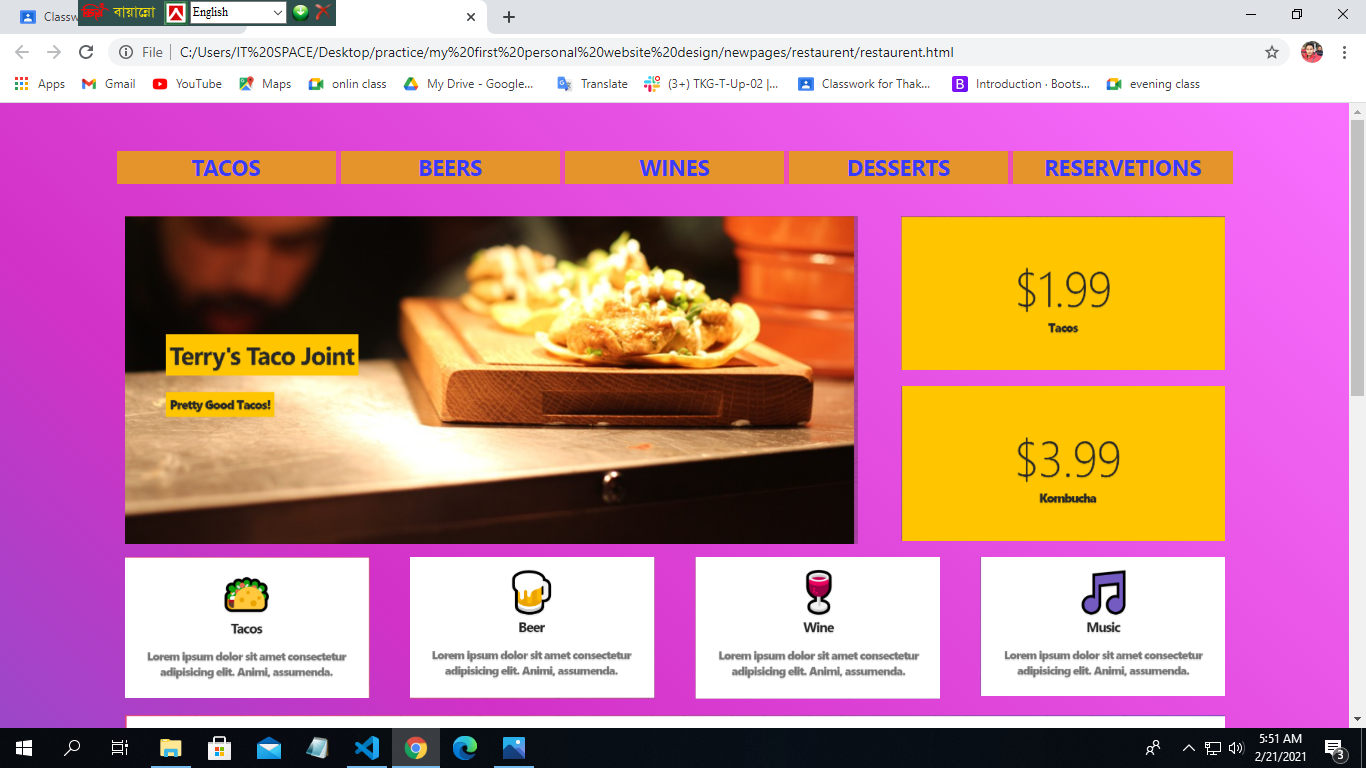 Classw
বায়ান্নো
English
File
C:/Users/IT%20SPACE/Desktop/practice/my%20first%20personal%20website%20design/newpages/restaurent/restaurent.html
Apps Gmail YouTube Maps onlin class My Drive - Google... Translate (3+) TKG-T-Up-02 |... Classwork for Thak... Introduction · Boots... evening class
TACOS BEERS WINES DESSERTS RESERVETIONS
Terry's Taco Joint
Pretty Good Tacos!
$1.99
Tacos
$3.99
Kombucha
Tacos
Lorem ipsum dolor sit amet consectetur
adipisicing elit. Animi, assumenda.
Beer
Lorem ipsum dolor sit amet consectetur
adipisicing elit. Animi, assumenda.
Wine
Lorem ipsum dolor sit amet consectetur
adipisicing elit. Animi, assumenda.
Music
Lorem ipsum dolor sit amet consectetur
adipisicing elit. Animi, assumenda.
5:51 AM
2/21/2021
3